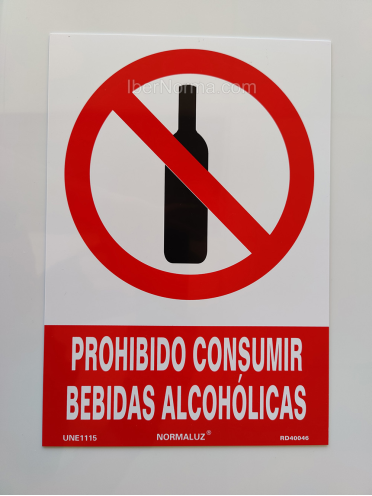 IberNorma.com
PROHIBIDO CONSUMIR
BEBIDAS ALCOHÓLICAS
UNE1115 NORMALUZ® RD40046